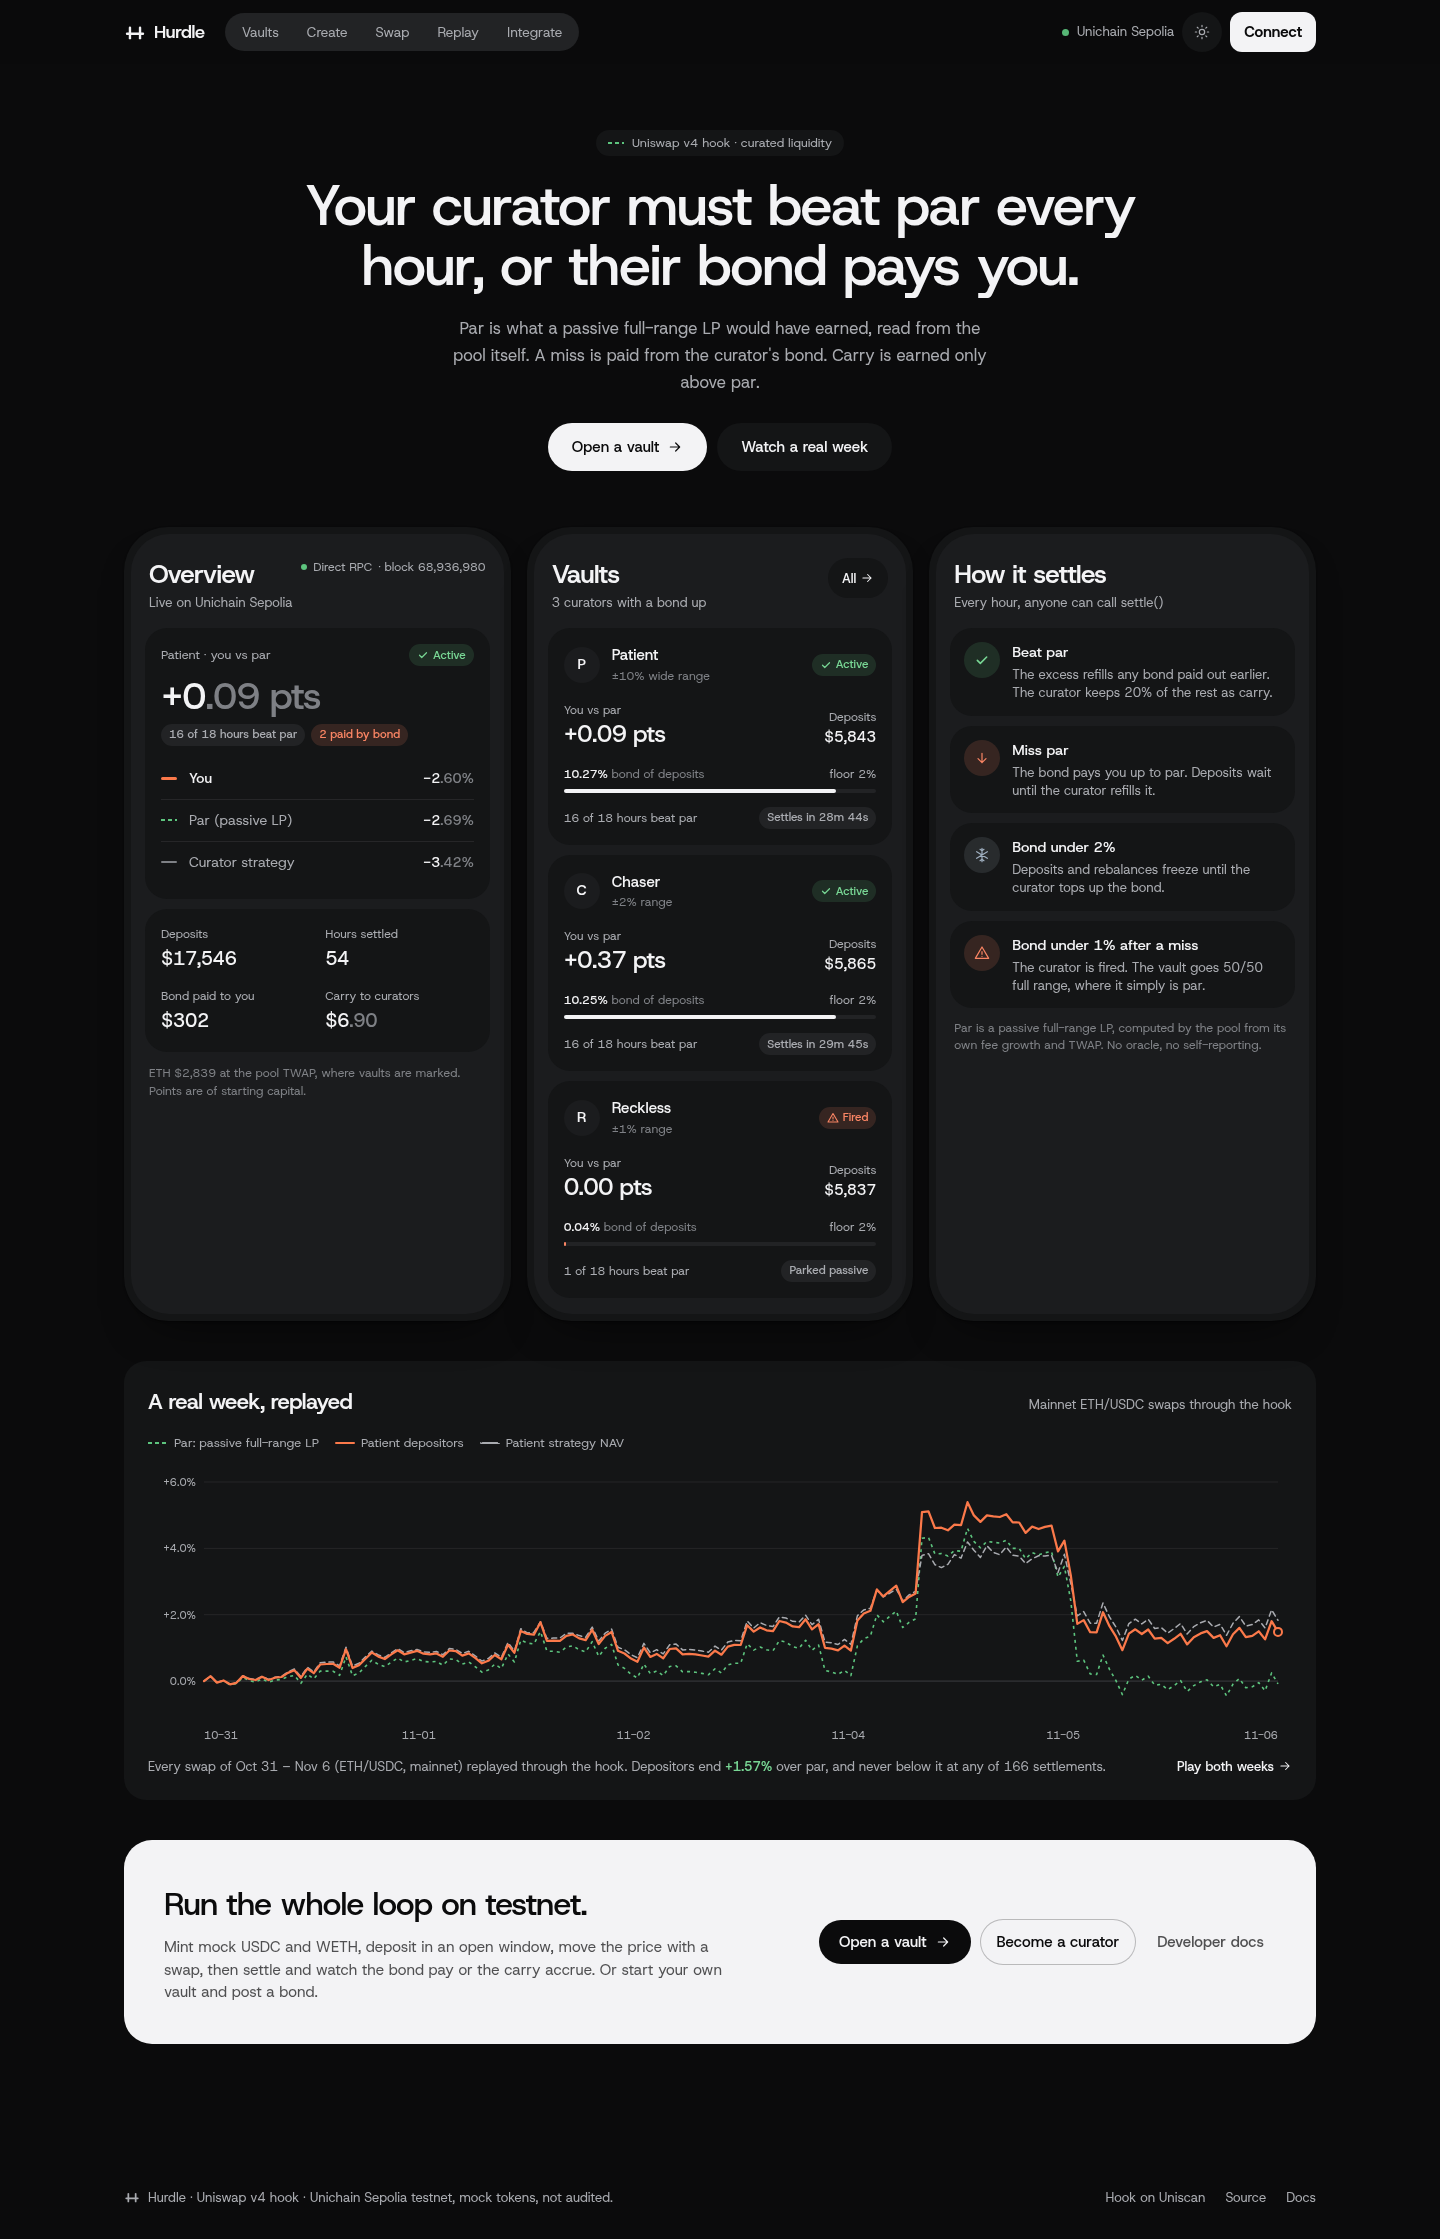 Hurdle
Vaults
Create
Swap
Replay
Integrate
Unichain Sepolia
Connect
Uniswap v4 hook · curated liquidity
Your curator must beat par every
hour, or their bond pays you.
Par is what a passive full-range LP would have earned, read from the
pool itself. A miss is paid from the curator's bond. Carry is earned only
above par.
Open a vault →
Watch a real week
Overview
Direct RPC · block 68,936,980
Live on Unichain Sepolia
Patient · you vs par
Active
+0.09 pts
16 of 18 hours beat par
2 paid by bond
You
−2.60%
Par (passive LP)
−2.69%
Curator strategy
−3.42%
Deposits
Hours settled
$17,546
54
Bond paid to you
Carry to curators
$302
$6.90
ETH $2,839 at the pool TWAP, where vaults are marked.
Points are of starting capital.
Vaults
All →
3 curators with a bond up
P
Patient
±10% wide range
Active
You vs par
Deposits
+0.09 pts
$5,843
10.27% bond of deposits
floor 2%
16 of 18 hours beat par
Settles in 28m 44s
C
Chaser
±2% range
Active
You vs par
Deposits
+0.37 pts
$5,865
10.25% bond of deposits
floor 2%
16 of 18 hours beat par
Settles in 29m 45s
R
Reckless
±1% range
Fired
You vs par
Deposits
0.00 pts
$5,837
0.04% bond of deposits
floor 2%
1 of 18 hours beat par
Parked passive
How it settles
Every hour, anyone can call settle()
Beat par
The excess refills any bond paid out earlier.
The curator keeps 20% of the rest as carry.
Miss par
The bond pays you up to par. Deposits wait
until the curator refills it.
Bond under 2%
Deposits and rebalances freeze until the
curator tops up the bond.
Bond under 1% after a miss
The curator is fired. The vault goes 50/50
full range, where it simply is par.
Par is a passive full-range LP, computed by the pool from its
own fee growth and TWAP. No oracle, no self-reporting.
A real week, replayed
Mainnet ETH/USDC swaps through the hook
Par: passive full-range LP
Patient depositors
Patient strategy NAV
+6.0%
+4.0%
+2.0%
0.0%
10-31
11-01
11-02
11-04
11-05
11-06
Every swap of Oct 31 – Nov 6 (ETH/USDC, mainnet) replayed through the hook. Depositors end +1.57% over par, and never below it at any of 166 settlements.
Play both weeks →
Run the whole loop on testnet.
Mint mock USDC and WETH, deposit in an open window, move the price with a
swap, then settle and watch the bond pay or the carry accrue. Or start your own
vault and post a bond.
Open a vault →
Become a curator
Developer docs
Hurdle · Uniswap v4 hook · Unichain Sepolia testnet, mock tokens, not audited.
Hook on Uniscan
Source
Docs